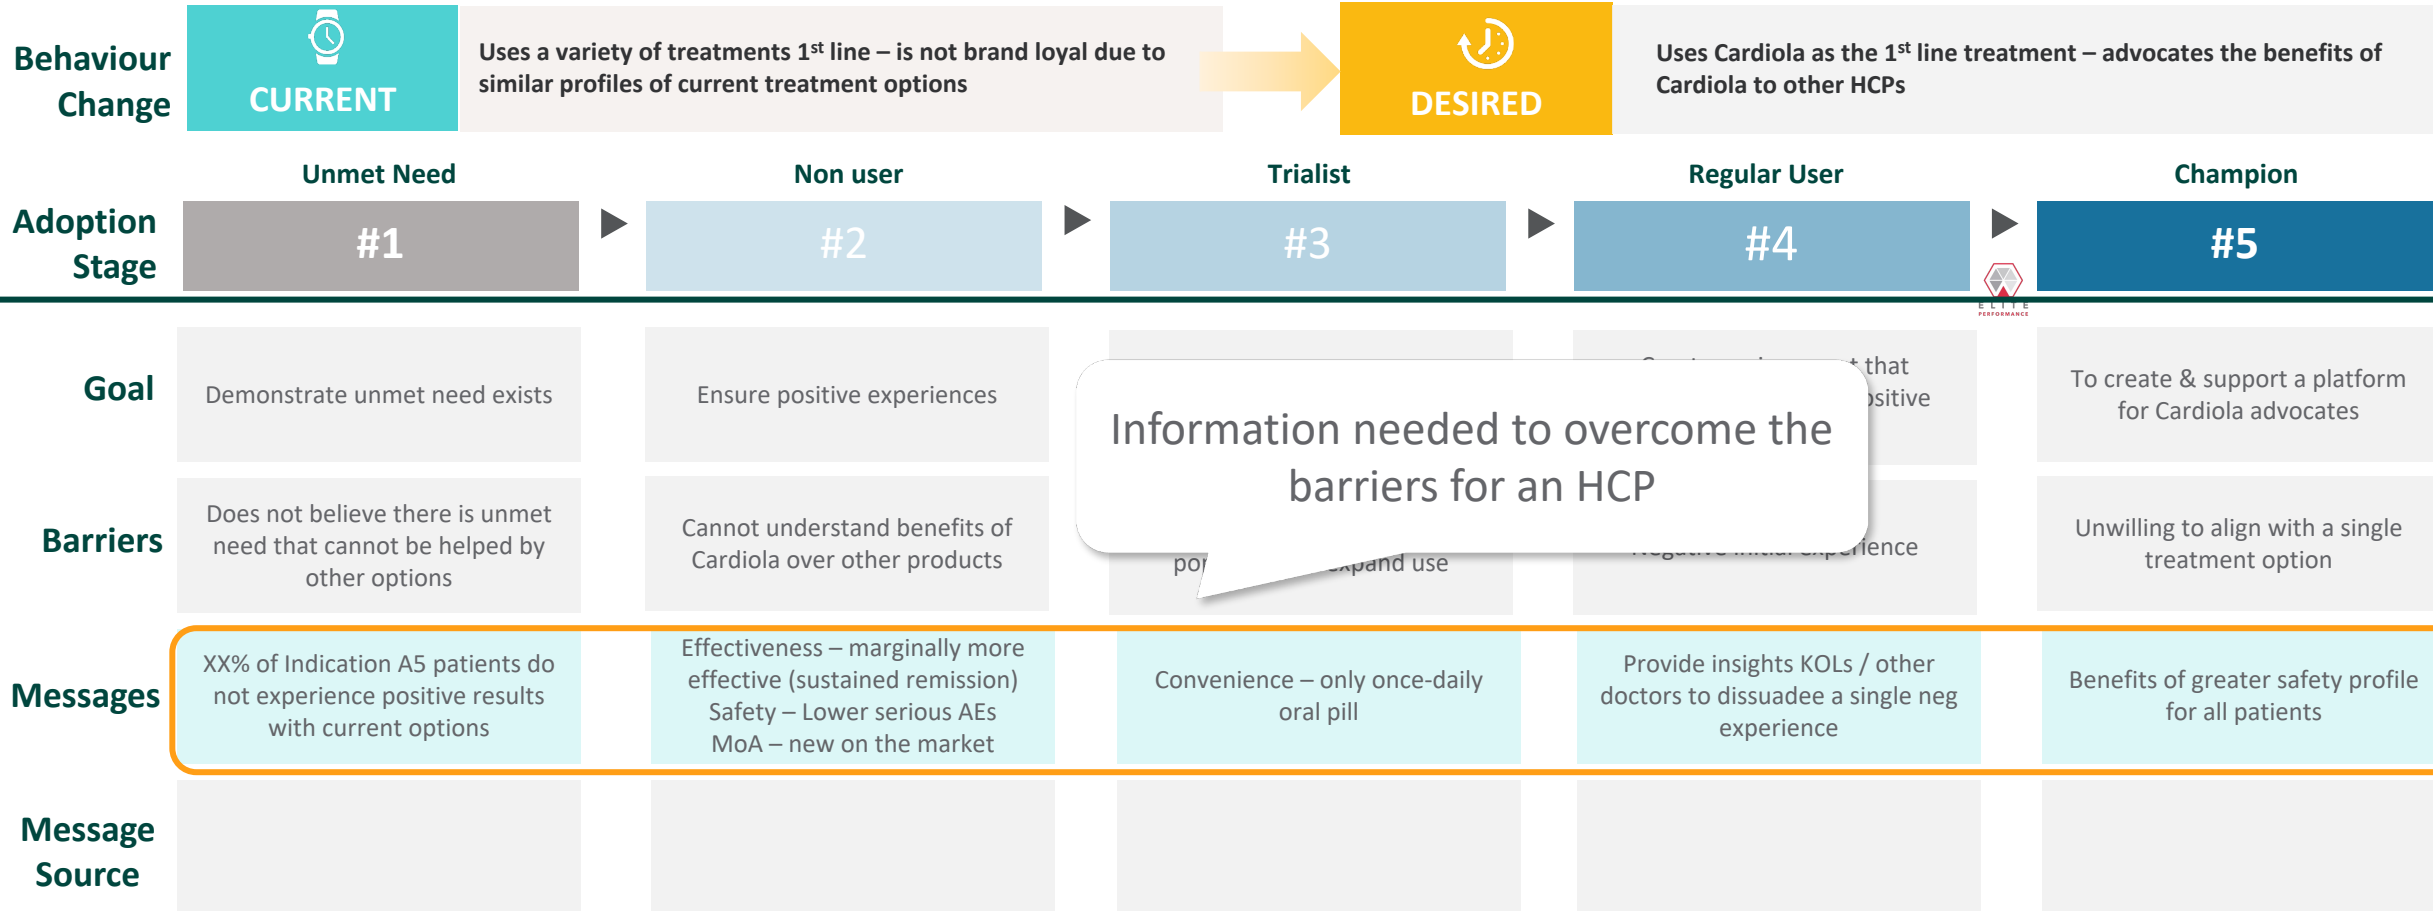 Behaviour
Change
CURRENT
Uses a variety of treatments 1st line – is not brand loyal due to
similar profiles of current treatment options
DESIRED
Uses Cardiola as the 1st line treatment – advocates the benefits of
Cardiola to other HCPs
Adoption
Stage
Unmet Need
#1
Non user
#2
Trialist
#3
Regular User
#4
Champion
#5
ELITE
PERFORMANCE
Goal
Demonstrate unmet need exists
Ensure positive experiences
that
To create & support a platform
for Cardiola advocates
Information needed to overcome the
barriers for an HCP
Barriers
Does not believe there is unmet
need that cannot be helped by
other options
Cannot understand benefits of
Cardiola over other products
use
experience
Unwilling to align with a single
treatment option
Messages
XX% of Indication A5 patients do
not experience positive results
with current options
Effectiveness – marginally more
effective (sustained remission)
Safety – Lower serious AEs
MoA – new on the market
Convenience – only once-daily
oral pill
Provide insights KOLs / other
doctors to dissuadee a single neg
experience
Benefits of greater safety profile
for all patients
Message
Source